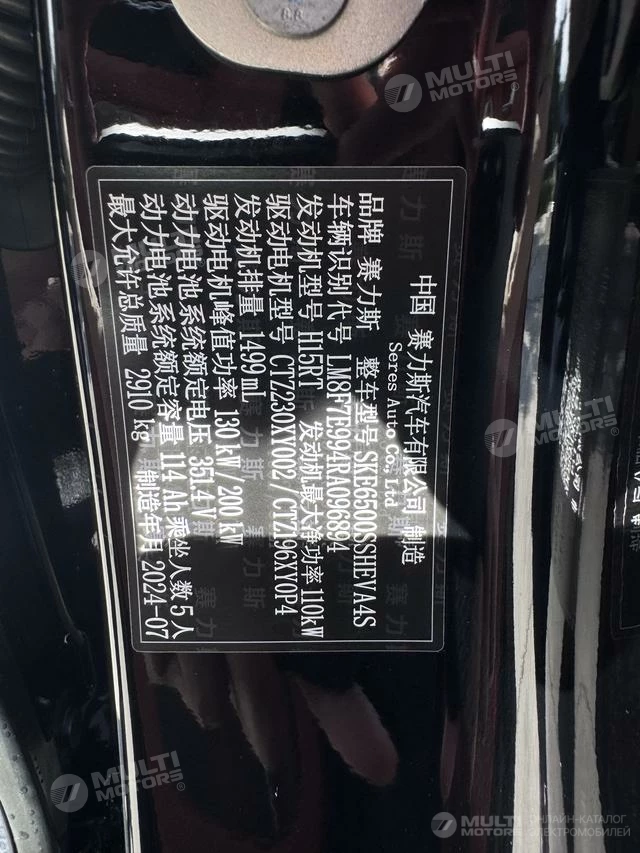 中国 赛力斯汽车有限公司 制造
Seres Auto Co., Ltd
品牌 赛力斯 整车型号 SKE6500SSHEVA4S
车辆识别代号 LM8F7E994RA096894
发动机型号 H15RT 发动机最大净功率 110kW
驱动电机型号 CTZ230XY002 / CTZ196XY0P4
发动机排量 1499 mL
驱动电机峰值功率 130 kW / 200 kW
动力电池系统额定电压 351.4 V
动力电池系统额定容量 114 Ah 乘坐人数 5 人
最大允许总质量 2910 kg 制造年月 2024-07
MULTI MOTORS
MULTI MOTORS
MULTI MOTORS
MULTI MOTORS
MULTI MOTORS ОНЛАЙН-КАТАЛОГ ЭЛЕКТРОМОБИЛЕЙ